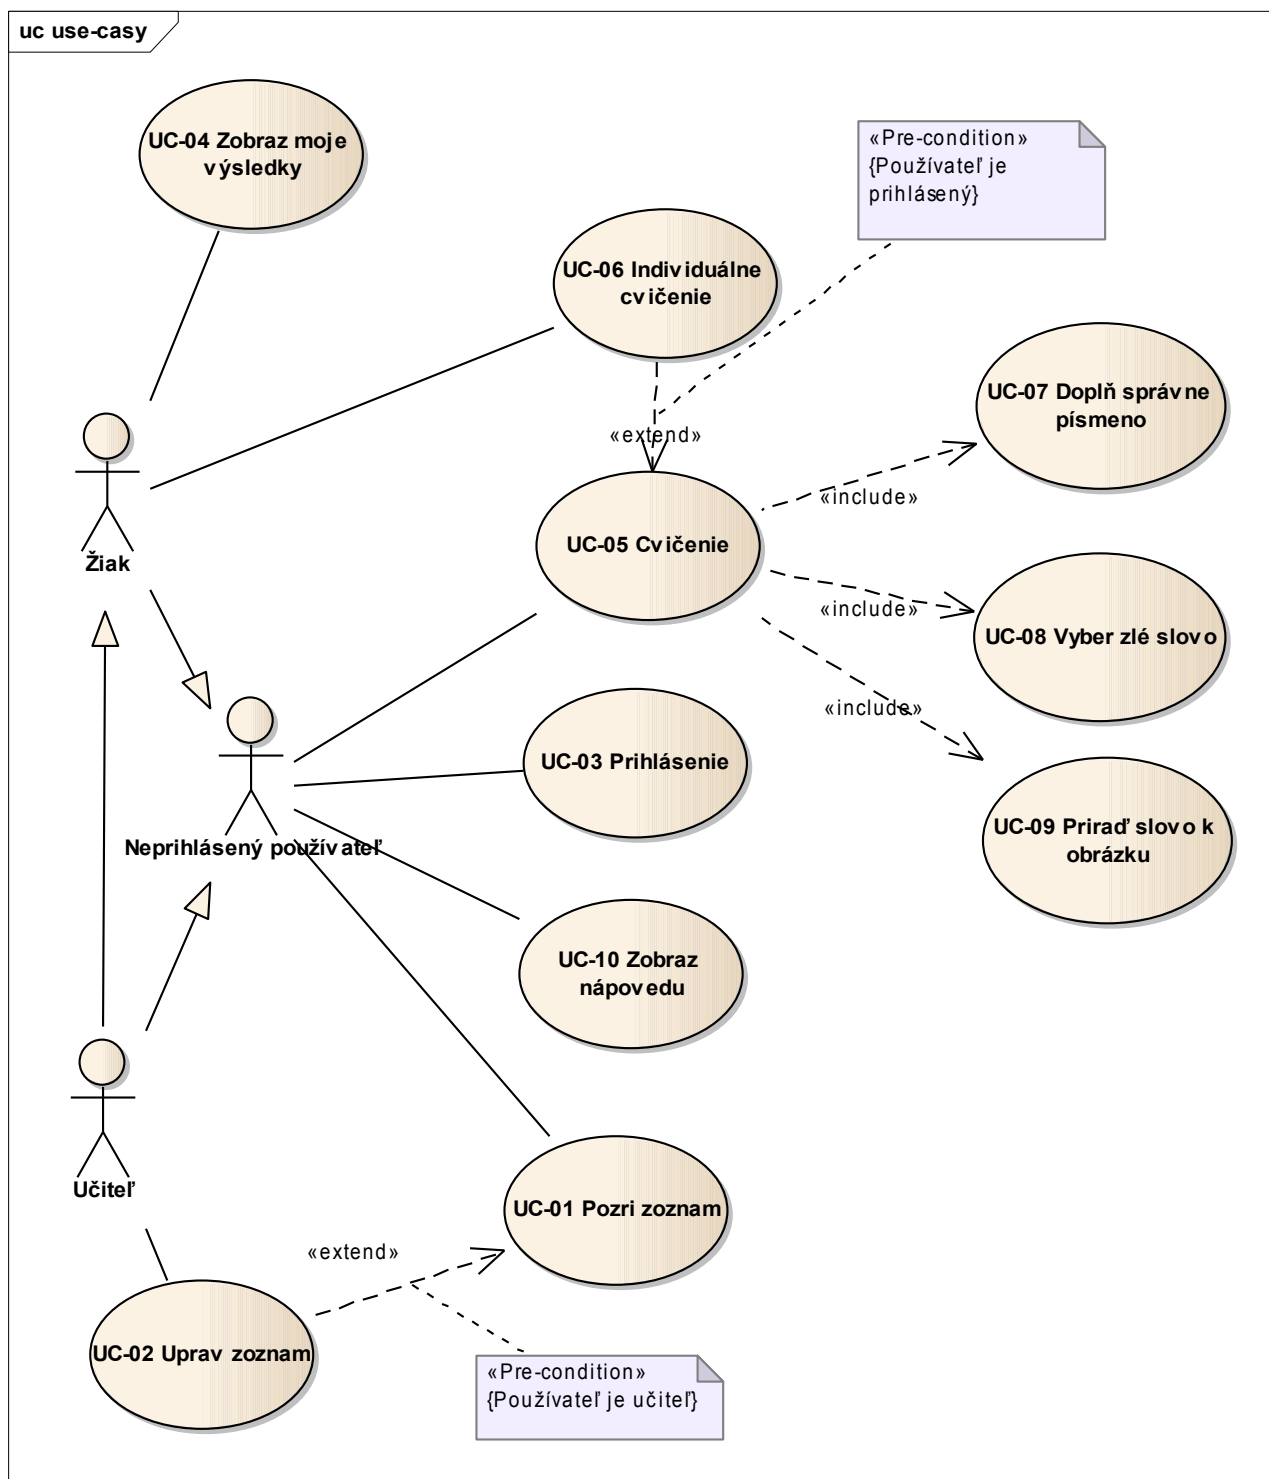 uc use-casy
UC-04 Zobraz moje
výsledky
«Pre-condition»
{Používateľ je
prihlásený}
UC-06 Individuálne
cvičenie
UC-07 Doplň správne
písmeno
«extend»
«include»
UC-05 Cvičenie
Žiak
«include»
UC-08 Vyber zlé slovo
«include»
UC-03 Prihlásenie
UC-09 Priraď slovo k
obrázku
Neprihlásený používateľ
UC-10 Zobraz
nápovedu
Učiteľ
UC-01 Pozri zoznam
«extend»
UC-02 Uprav zoznam
«Pre-condition»
{Používateľ je učiteľ}